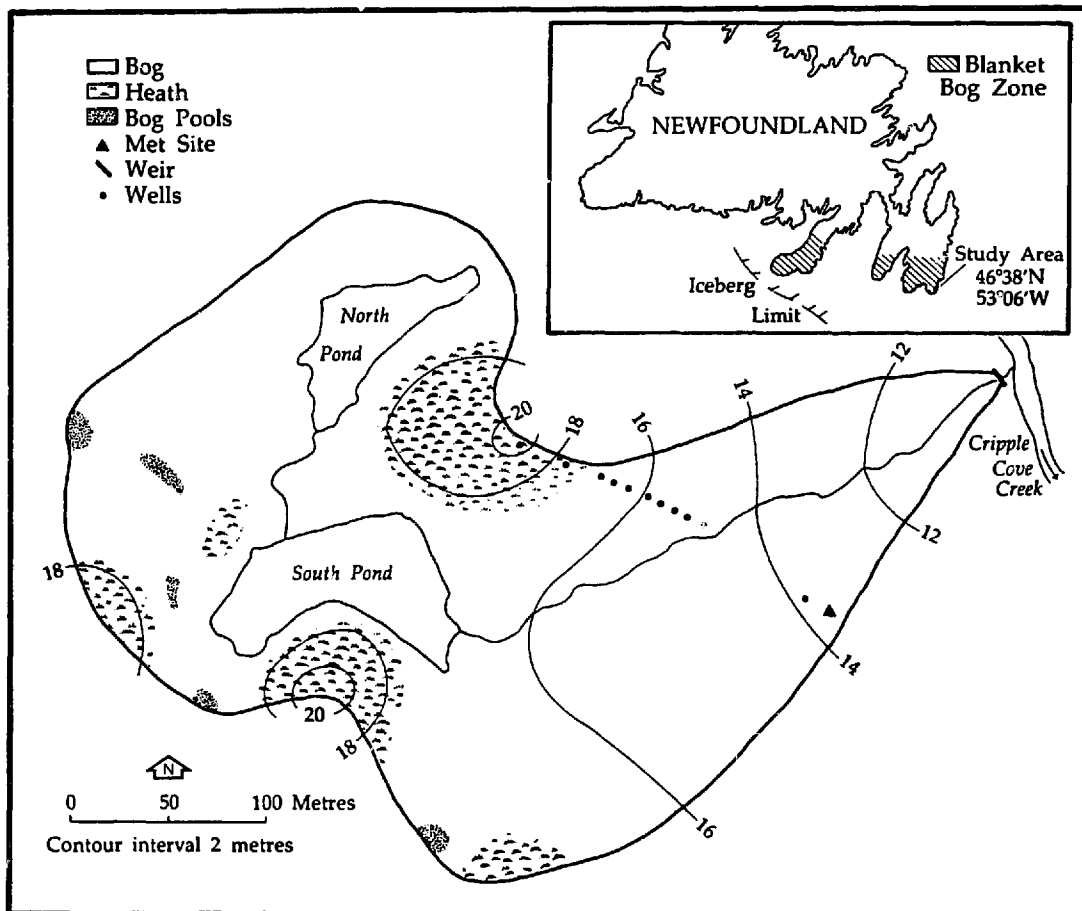 Bog
Heath
Bog Pools
Met Site
Weir
Wells
Blanket
Bog Zone
NEWFOUNDLAND
Study Area
46°38'N
53°06'W
Iceberg
Limit
North
Pond
South Pond
Cripple
Cove
Creek
12
14
16
18
20
18
12
14
16
20
18
N
0 50 100 Metres
Contour interval 2 metres